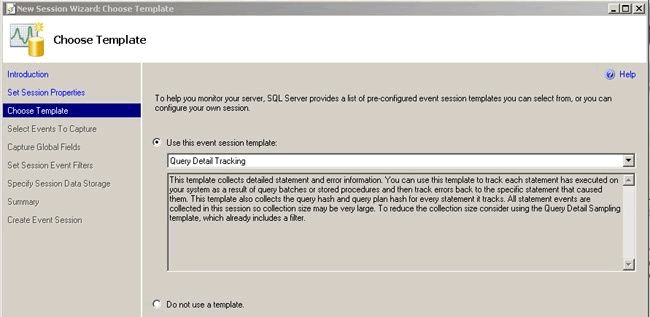 New Session Wizard: Choose Template
Choose Template
Introduction
Set Session Properties
Choose Template
Select Events To Capture
Capture Global Fields
Set Session Event Filters
Specify Session Data Storage
Summary
Create Event Session
Help
To help you monitor your server, SQL Server provides a list of pre-configured event session templates you can select from, or you can
configure your own session.
Use this event session template:
Query Detail Tracking
This template collects detailed statement and error information. You can use this template to track each statement has executed on
your system as a result of query batches or stored procedures and then track errors back to the specific statement that caused
them. This template also collects the query hash and query plan hash for every statement it tracks. All statement events are
collected in this session so collection size may be very large. To reduce the collection size consider using the Query Detail Sampling
template, which already includes a filter.
Do not use a template.